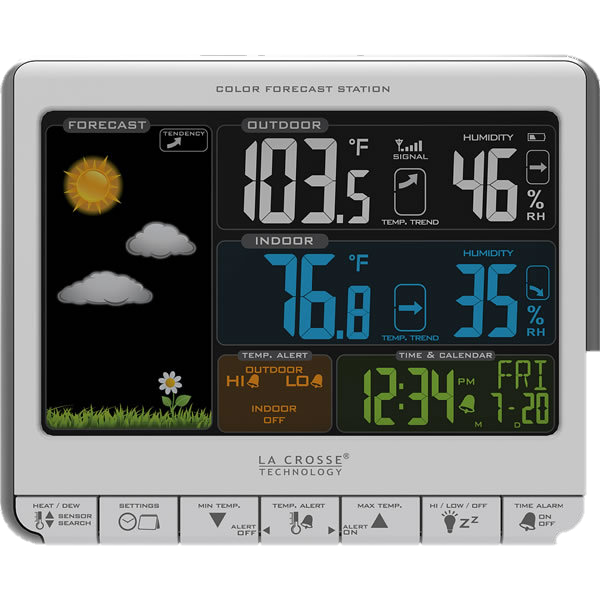 COLOR FORECAST STATION
FORECAST
TENDENCY
OUTDOOR
103.5 °F
SIGNAL
TEMP. TREND
HUMIDITY
46 %
RH
INDOOR
76.8 °F
TEMP. TREND
HUMIDITY
35 %
RH
TEMP. ALERT
OUTDOOR
HI LO
INDOOR
OFF
TIME & CALENDAR
12:34 PM
FRI
7-20
M D
LA CROSSE®
TECHNOLOGY
HEAT / DEW
SENSOR
SEARCH
SETTINGS
MIN TEMP.
ALERT
OFF
TEMP. ALERT
MAX TEMP.
ALERT
ON
HI / LOW / OFF
ZZ
TIME ALARM
ON
OFF